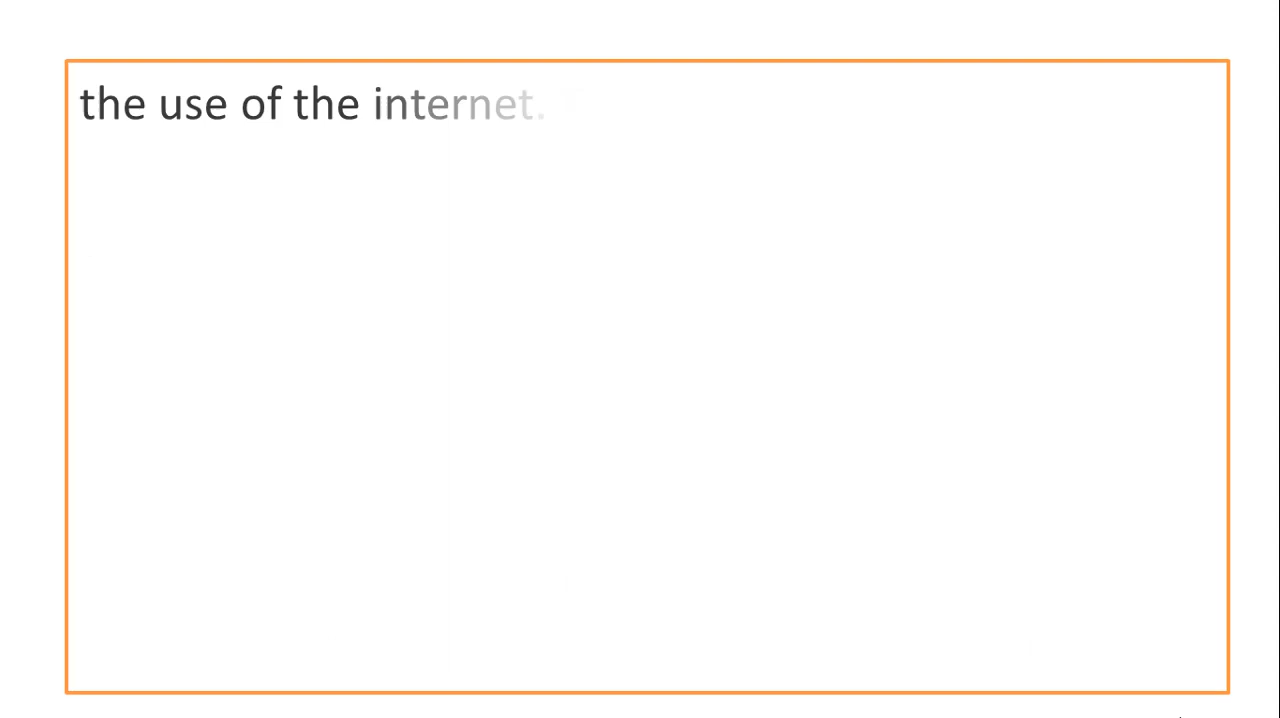 the use of the internet.